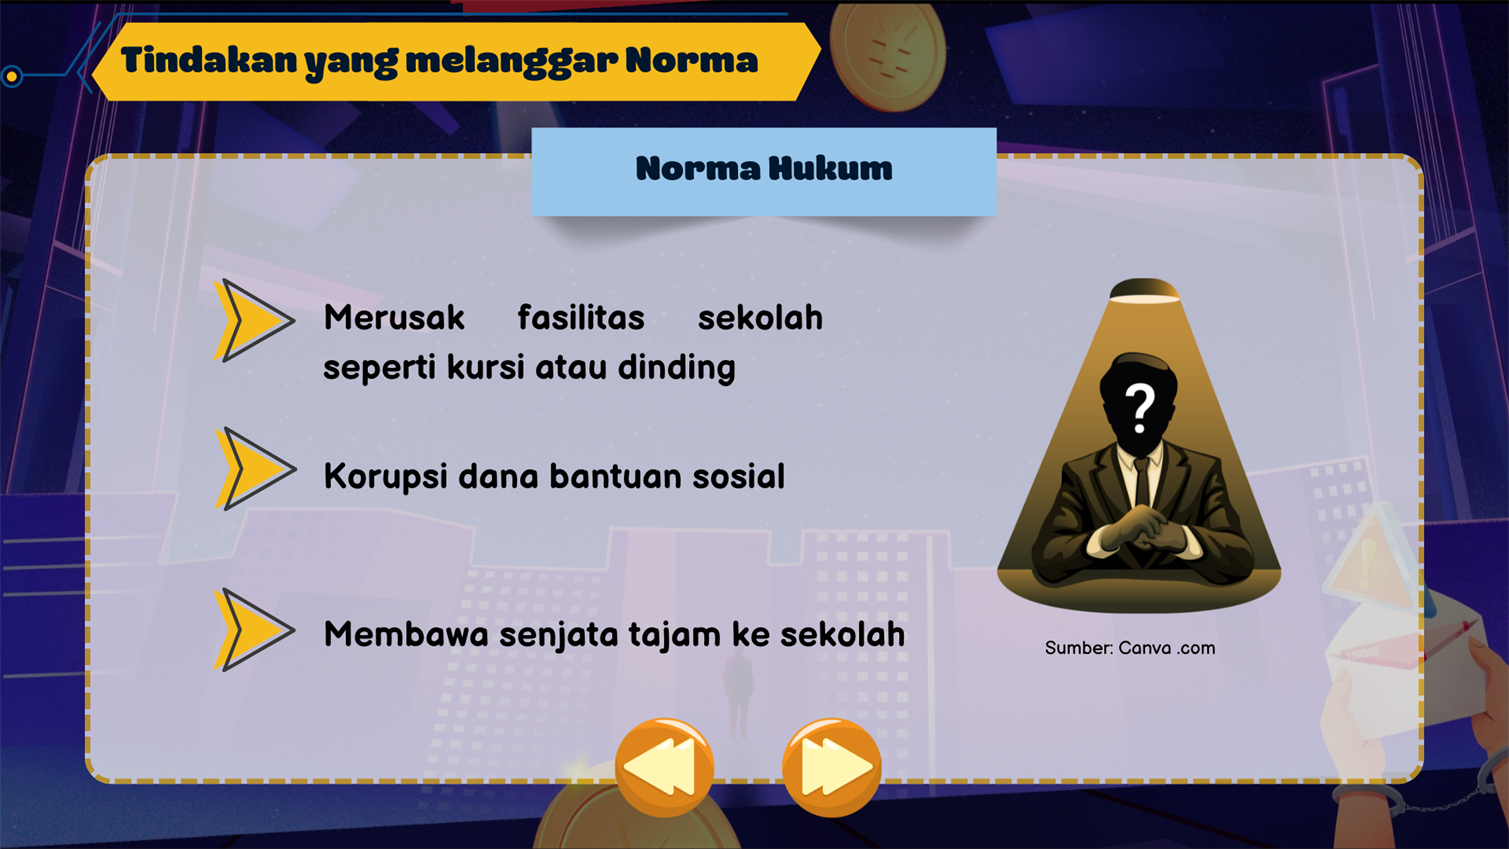 Tindakan yang melanggar Norma
Norma Hukum
Merusak fasilitas sekolah
seperti kursi atau dinding
Korupsi dana bantuan sosial
Membawa senjata tajam ke sekolah
?
Sumber: Canva .com
100000